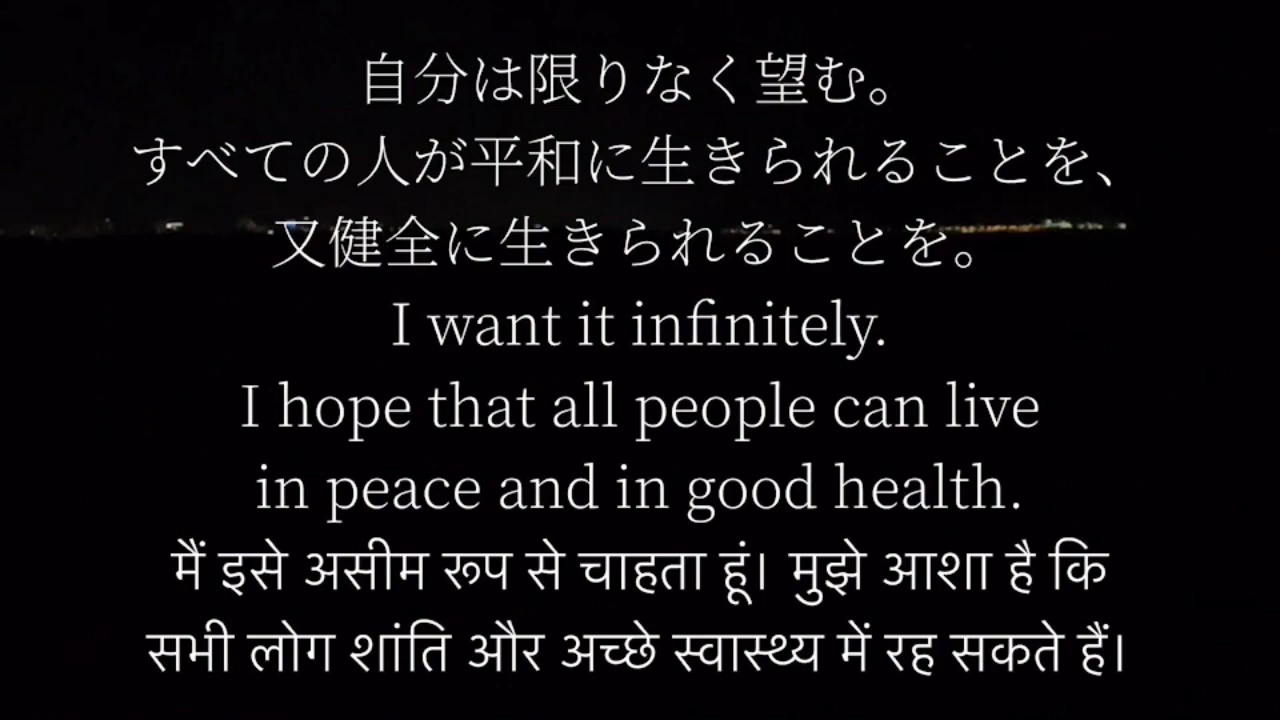 自分は限りなく望む。
すべての人が平和に生きられることを、
又健全に生きられることを。
I want it infinitely.
I hope that all people can live
in peace and in good health.
मैं इसे असीम रूप से चाहता हूं। मुझे आशा है कि
सभी लोग शांति और अच्छे स्वास्थ्य में रह सकते हैं।